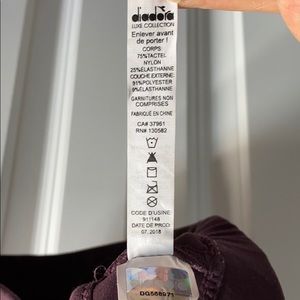 diadora
LUXE COLLECTION
Enlever avant
de porter !
CORPS:
75%TACTEL
NYLON
25%ÉLASTHANNE
COUCHE EXTERNE:
91%POLYESTER
9%ÉLASTHANNE
GARNITURES NON
COMPRISES
FABRIQUÉ EN CHINE
CA# 37961
RN# 130582
CODE D'USINE
911148
DATE DE PROD
07, 2018
DG568971